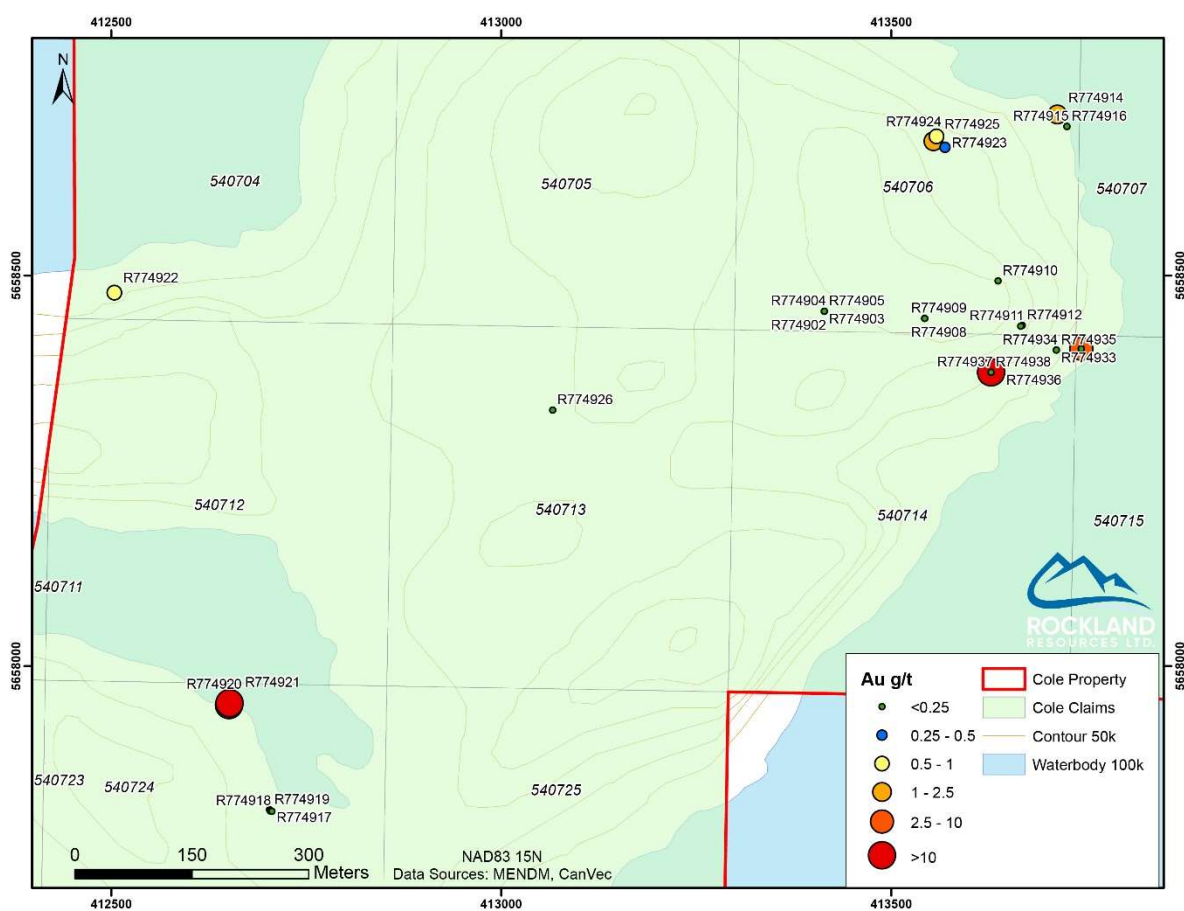 412500
413000
413500
N
R774914
R774915
R774916
R774924
R774925
R774923
540704
540705
540706
540707
5658500
5658500
R774922
R774910
R774904
R774905
R774902
R774903
R774909
R774908
R774911
R774912
R774934
R774935
R774933
R774937
R774938
R774936
R774926
540712
540713
540714
540715
540711
ROCKLAND
RESOURCES LTD.
5658000
5658000
R774920
R774921
540723
540724
540725
R774918
R774919
R774917
Au g/t
<0.25
0.25 - 0.5
0.5 - 1
1 - 2.5
2.5 - 10
>10
Cole Property
Cole Claims
Contour 50k
Waterbody 100k
0 150 300
Meters
NAD83 15N
Data Sources: MENDM, CanVec
412500
413000
413500